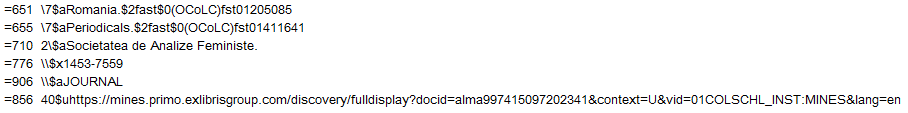 =651  \7$aRomania.$2fast$0(OCoLC)fst01205085
=655  \7$aPeriodicals.$2fast$0(OCoLC)fst01411641
=710  2\$aSocietatea de Analize Feministe.
=776  \\$x1453-7559
=906  \\$aJOURNAL
=856  40$uhttps://mines.primo.exlibrisgroup.com/discovery/fulldisplay?docid=alma997415097202341&context=U&vid=01COLSCHL_INST:MINES&lang=en